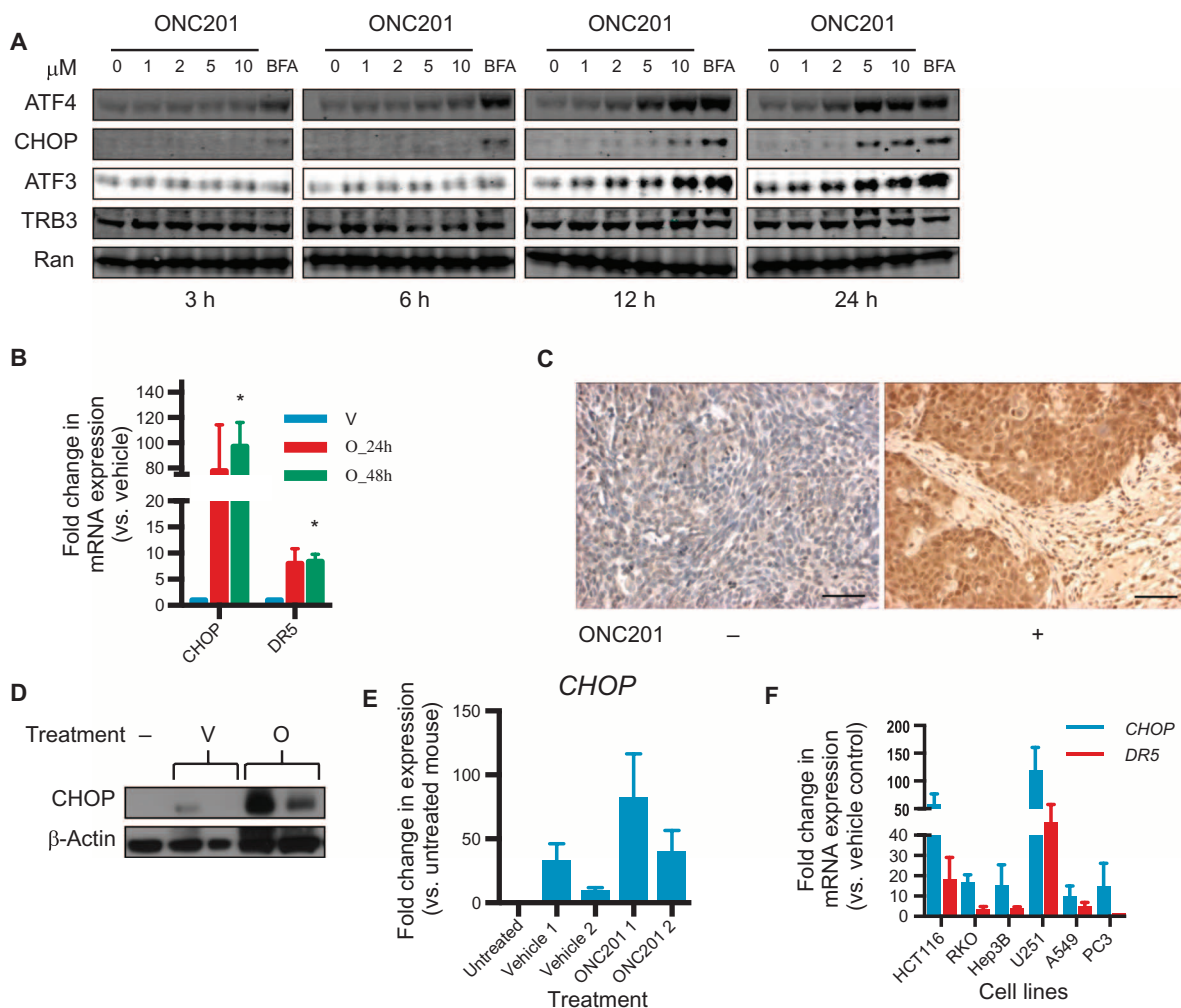 A
ONC201 ONC201 ONC201 ONC201
μM 0 1 2 5 10 BFA 0 1 2 5 10 BFA 0 1 2 5 10 BFA 0 1 2 5 10 BFA
ATF4
CHOP
ATF3
TRB3
Ran
3 h 6 h 12 h 24 h
B
Fold change in
mRNA expression
(vs. vehicle)
140
120
100
80
20
15
10
5
0
*
*
V
O_24h
O_48h
CHOP DR5
C
ONC201 – +
D
Treatment – V O
CHOP
β-Actin
E
CHOP
Fold change in expression
(vs. untreated mouse)
150
100
50
0
Untreated Vehicle 1 Vehicle 2 ONC201 1 ONC201 2
Treatment
F
Fold change in
mRNA expression
(vs. vehicle control)
200
150
100
50
40
30
20
10
0
CHOP
DR5
HCT116 RKO Hep3B U251 A549 PC3
Cell lines